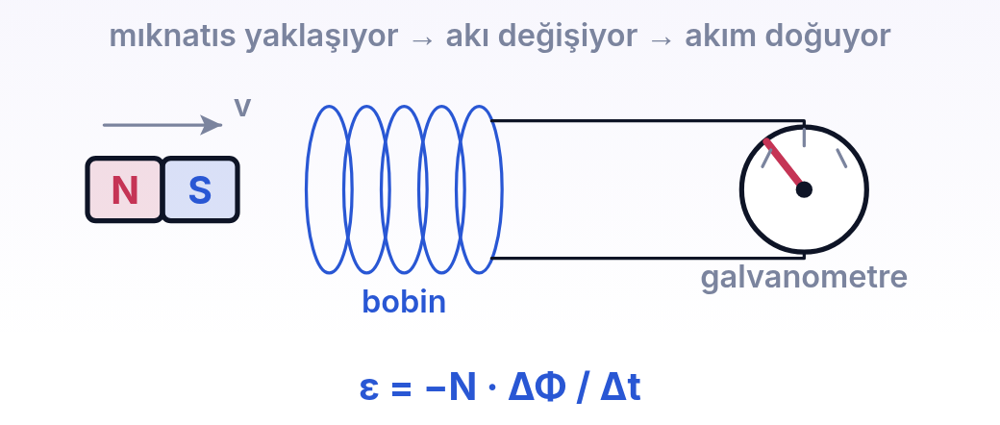 mıknatıs yaklaşıyor → akı değişiyor → akım doğuyor
v
N S
bobin
galvanometre
ε = −N · ΔΦ / Δt